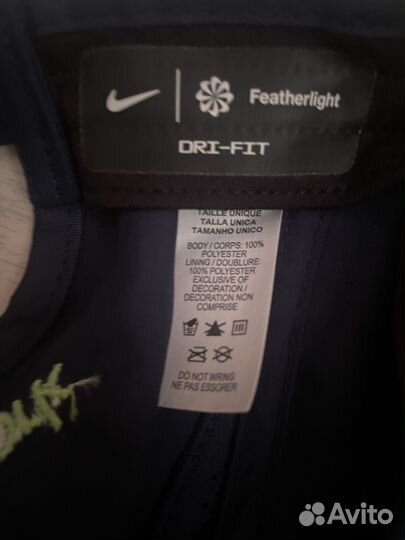 Featherlight
DRI-FIT
TAILLE UNIQUE
TALLA UNICA
TAMANHO UNICO
BODY / CORPS: 100%
POLYESTER
LINING / DOUBLURE:
100% POLYESTER
EXCLUSIVE OF
DECORATION /
DECORATION NON
COMPRISE
DO NOT WRING
NE PAS ESSORER
Avito